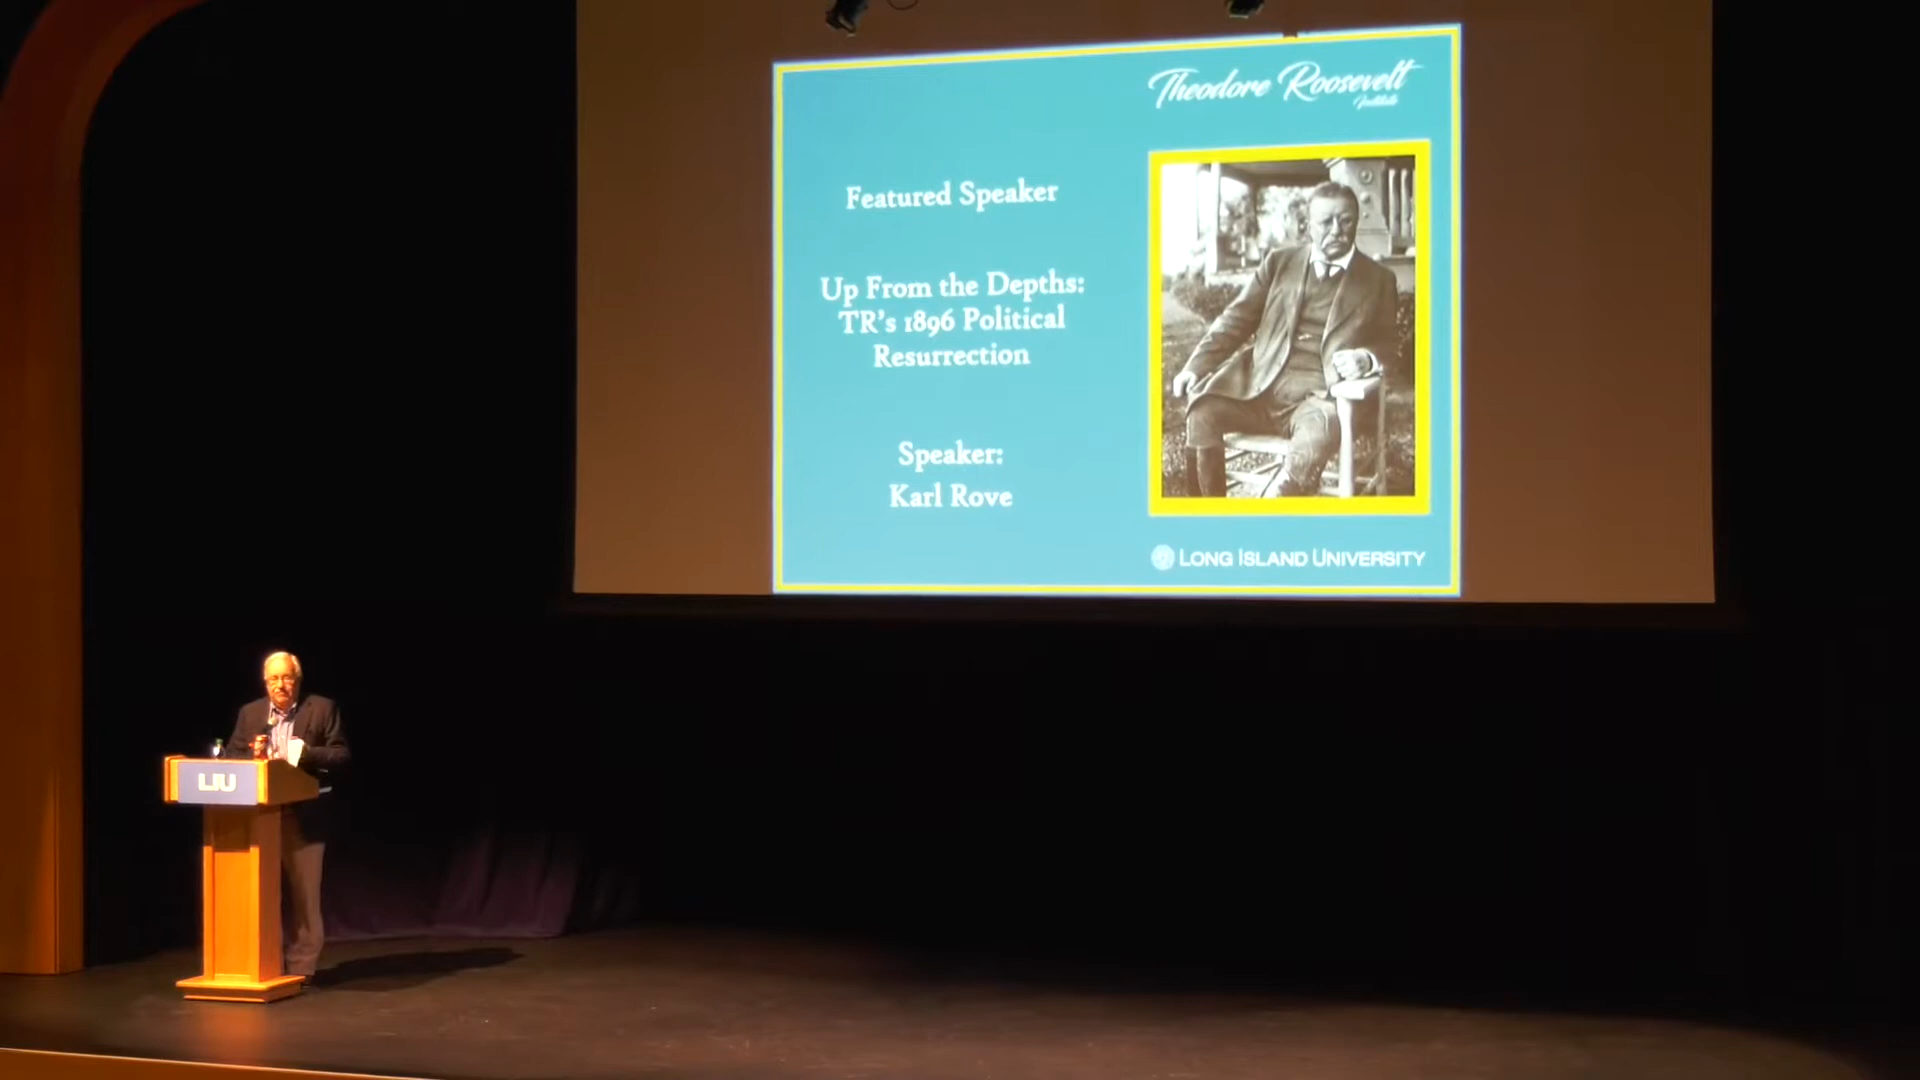 Theodore Roosevelt
Institute
Featured Speaker
Up From the Depths:
TR's 1896 Political
Resurrection
Speaker:
Karl Rove
LONG ISLAND UNIVERSITY
LIU